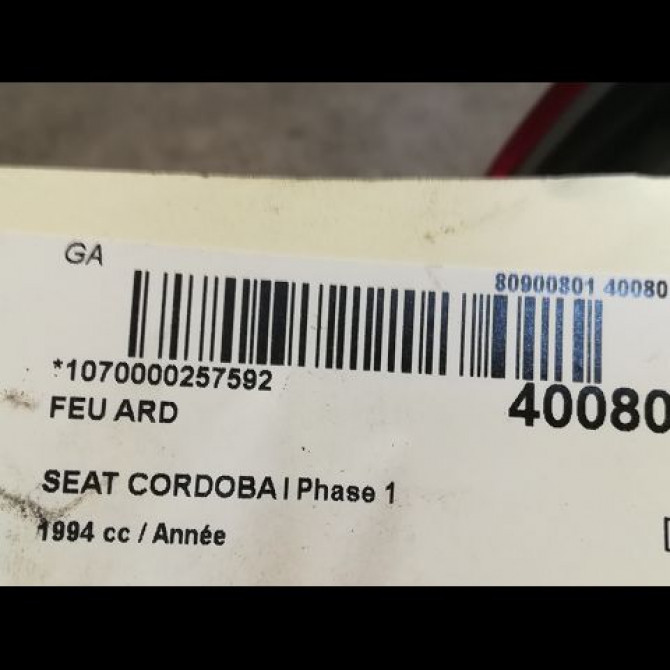 GA
80900801 40080
*1070000257592
FEU ARD
40080
SEAT CORDOBA I Phase 1
1994 cc / Année